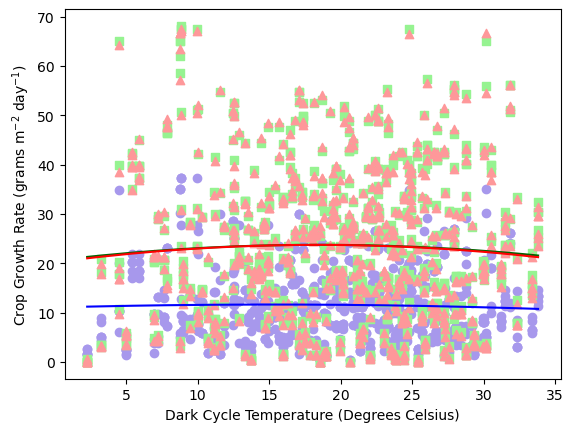 70
60
50
40
30
20
10
0
Crop Growth Rate (grams m⁻² day⁻¹)
5 10 15 20 25 30 35
Dark Cycle Temperature (Degrees Celsius)